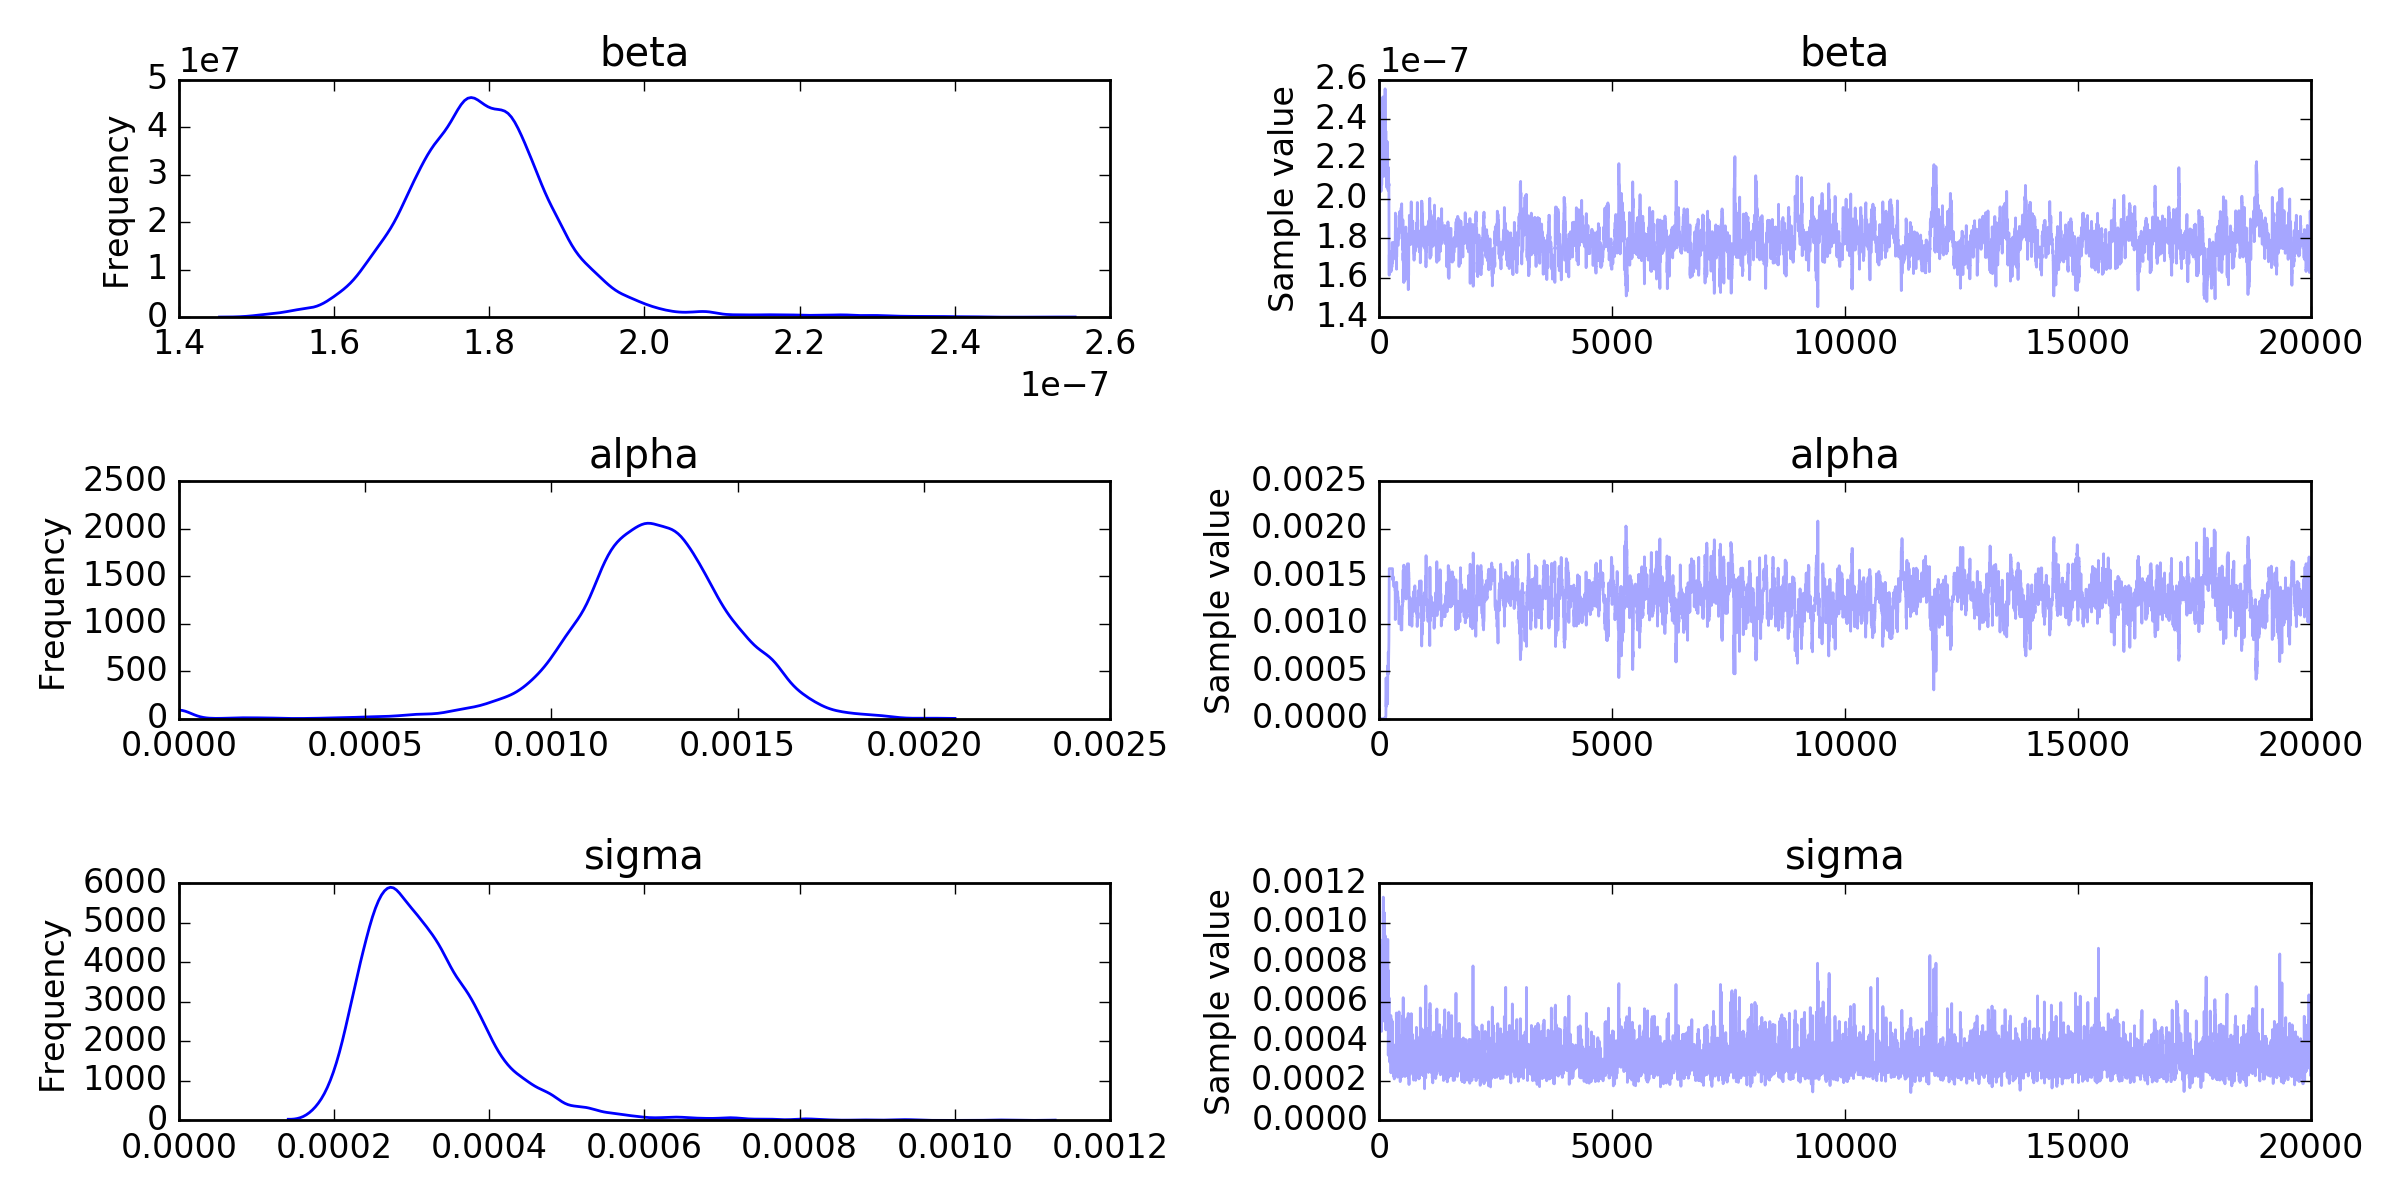 beta
1e7
Frequency
5
4
3
2
1
0
1.4 1.6 1.8 2.0 2.2 2.4 2.6
1e−7
beta
1e−7
Sample value
2.6
2.4
2.2
2.0
1.8
1.6
1.4
0 5000 10000 15000 20000
alpha
Frequency
2500
2000
1500
1000
500
0
0.0000 0.0005 0.0010 0.0015 0.0020 0.0025
alpha
Sample value
0.0025
0.0020
0.0015
0.0010
0.0005
0.0000
0 5000 10000 15000 20000
sigma
Frequency
6000
5000
4000
3000
2000
1000
0
0.0000 0.0002 0.0004 0.0006 0.0008 0.0010 0.0012
sigma
Sample value
0.0012
0.0010
0.0008
0.0006
0.0004
0.0002
0.0000
0 5000 10000 15000 20000